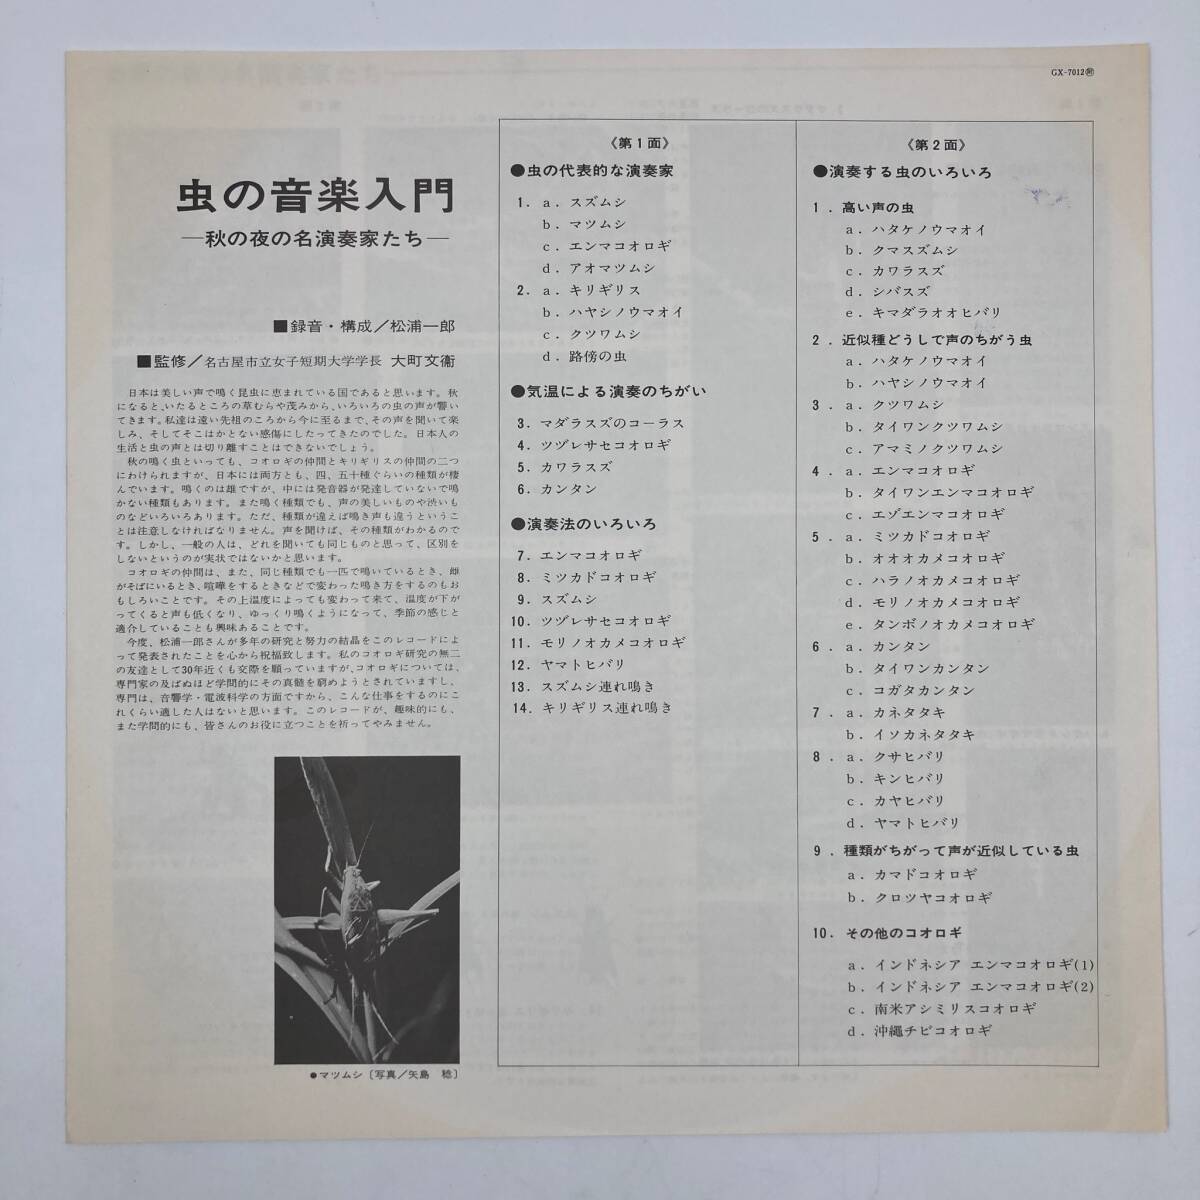 GX-7012㊞
虫の音楽入門
―秋の夜の名演奏家たち―
■録音・構成/松浦一郎
■監修/名古屋市立女子短期大学学長 大町文衛
日本は美しい声で鳴く昆虫に恵まれている国であると思います。秋
になると、いたるところの草むらや茂みから、いろいろの虫の声が響い
てきます。私達は遠い先祖のころから今に至るまで、その声を聞いて楽
しみ、そしてそこはかとない感傷にしたってきたのでした。日本人の
生活と虫の声とは切り離すことはできないでしょう。
秋の鳴く虫といっても、コオロギの仲間とキリギリスの仲間の二つ
にわけられますが、日本には両方とも、四、五十種ぐらいの種類が棲
んでいます。鳴くのは雄ですが、中には発音器が発達していないで鳴
かない種類もあります。また鳴く種類でも、声の美しいものや渋いも
のなどいろいろあります。ただ、種類が違えば鳴き声も違うというこ
とは注意しなければなりません。声を聞けば、その種類がわかるので
す。しかし、一般の人は、どれを聞いても同じものと思って、区別を
しないというのが実状ではないかと思います。
コオロギの仲間は、また、同じ種類でも一匹で鳴いているとき、雌
がそばにいるとき、喧嘩をするときなどで変わった鳴き方をするのもお
もしろいことです。その上温度によっても変わって来て、温度が下が
ってくると声も低くなり、ゆっくり鳴くようになって、季節の感じと
適合していることも興味あることです。
今度、松浦一郎さんが多年の研究と努力の結晶をこのレコードによ
って発表されたことを心から祝福致します。私のコオロギ研究の無二
の友達として30年近くも交際を願っていますが、コオロギについては、
専門家の及ばぬほど学問的にその真髄を窮めようとされていますし、
専門は、音響学・電波科学の方面ですから、こんな仕事をするのにこ
れくらい適した人はないと思います。このレコードが、趣味的にも、
また学問的にも、皆さんのお役に立つことを祈ってやみません。
●マツムシ〔写真/矢島 稔〕
《第1面》
●虫の代表的な演奏家
1. a. スズムシ
b. マツムシ
c. エンマコオロギ
d. アオマツムシ
2. a. キリギリス
b. ハヤシノウマオイ
c. クツワムシ
d. 路傍の虫
●気温による演奏のちがい
3. マダラスズのコーラス
4. ツヅレサセコオロギ
5. カワラスズ
6. カンタン
●演奏法のいろいろ
7. エンマコオロギ
8. ミツカドコオロギ
9. スズムシ
10. ツヅレサセコオロギ
11. モリノオカメコオロギ
12. ヤマトヒバリ
13. スズムシ連れ鳴き
14. キリギリス連れ鳴き
《第2面》
●演奏する虫のいろいろ
1. 高い声の虫
a. ハタケノウマオイ
b. クマスズムシ
c. カワラスズ
d. シバスズ
e. キマダラオオヒバリ
2. 近似種どうしで声のちがう虫
a. ハタケノウマオイ
b. ハヤシノウマオイ
3. a. クツワムシ
b. タイワンクツワムシ
c. アマミノクツワムシ
4. a. エンマコオロギ
b. タイワンエンマコオロギ
c. エゾエンマコオロギ
5. a. ミツカドコオロギ
b. オオオカメコオロギ
c. ハラノオカメコオロギ
d. モリノオカメコオロギ
e. タンボノオカメコオロギ
6. a. カンタン
b. タイワンカンタン
c. コガタカンタン
7. a. カネタタキ
b. イソカネタタキ
8. a. クサヒバリ
b. キンヒバリ
c. カヤヒバリ
d. ヤマトヒバリ
9. 種類がちがって声が近似している虫
a. カマドコオロギ
b. クロツヤコオロギ
10. その他のコオロギ
a. インドネシア エンマコオロギ(1)
b. インドネシア エンマコオロギ(2)
c. 南米アシミリスコオロギ
d. 沖繩チビコオロギ